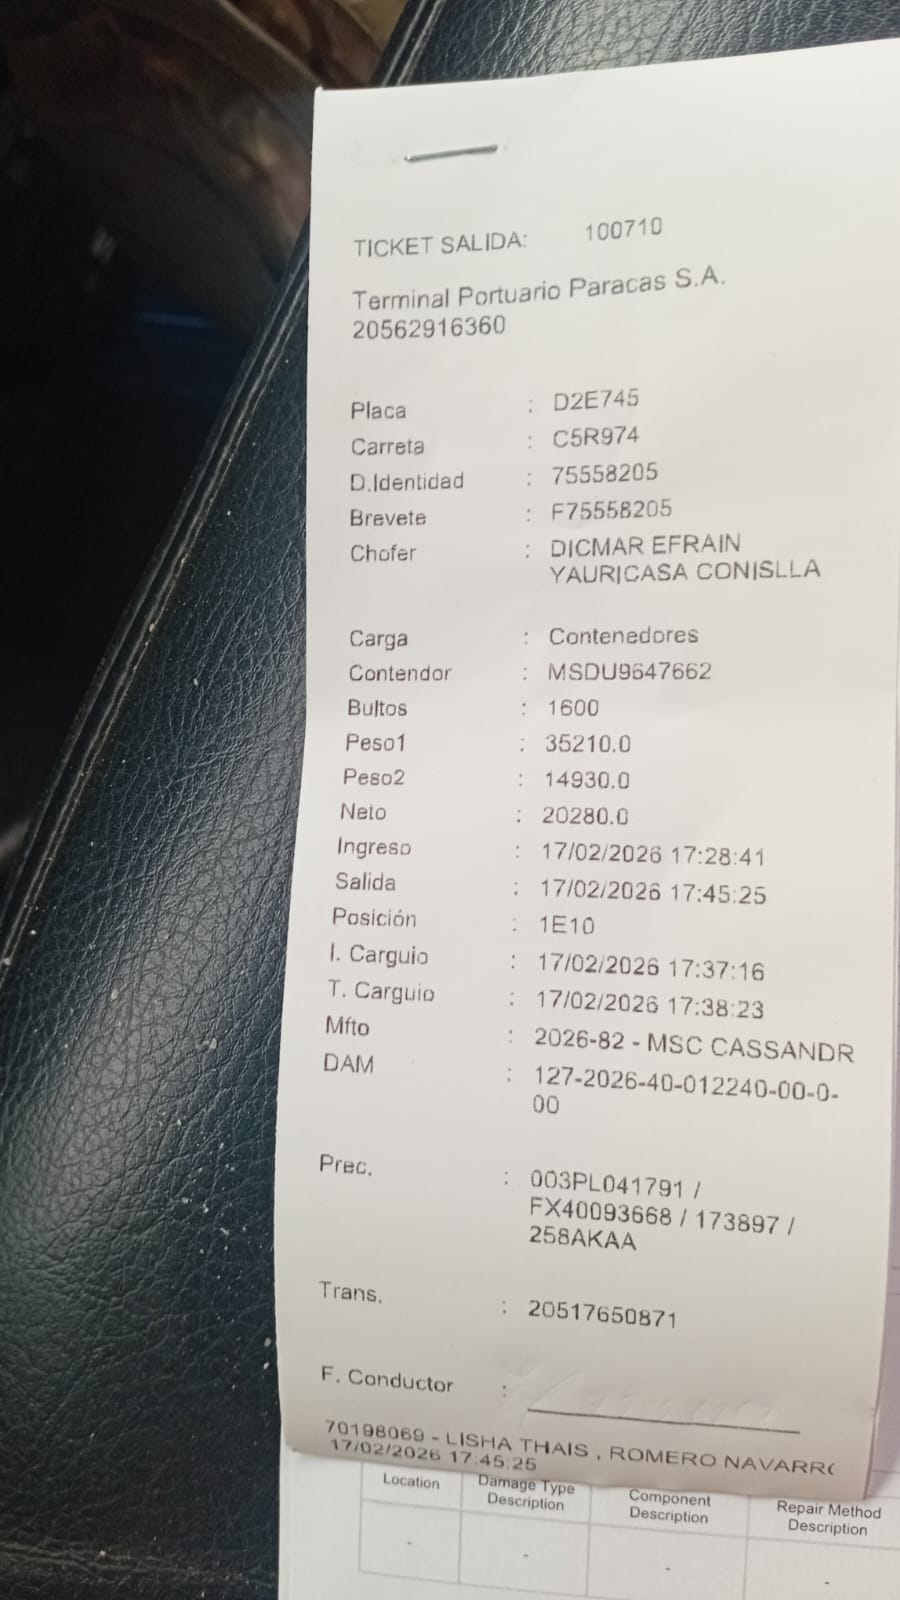 TICKET SALIDA: 100710
Terminal Portuario Paracas S.A.
20562916360
Placa : D2E745
Carreta : C5R974
D.Identidad : 75558205
Brevete : F75558205
Chofer : DICMAR EFRAIN
YAURICASA CONISLLA
Carga : Contenedores
Contendor : MSDU9647662
Bultos : 1600
Peso1 : 35210.0
Peso2 : 14930.0
Neto : 20280.0
Ingreso : 17/02/2026 17:28:41
Salida : 17/02/2026 17:45:25
Posición : 1E10
I. Carguio : 17/02/2026 17:37:16
T. Carguio : 17/02/2026 17:38:23
Mfto : 2026-82 - MSC CASSANDR
DAM : 127-2026-40-012240-00-0-
00
Prec. : 003PL041791 /
FX40093668 / 173897 /
258AKAA
Trans. : 20517650871
F. Conductor :
70198069 - LISHA THAIS , ROMERO NAVARR
17/02/2026 17:45:25
Location Damage Type Description Component Description Repair Method Description
- - - -